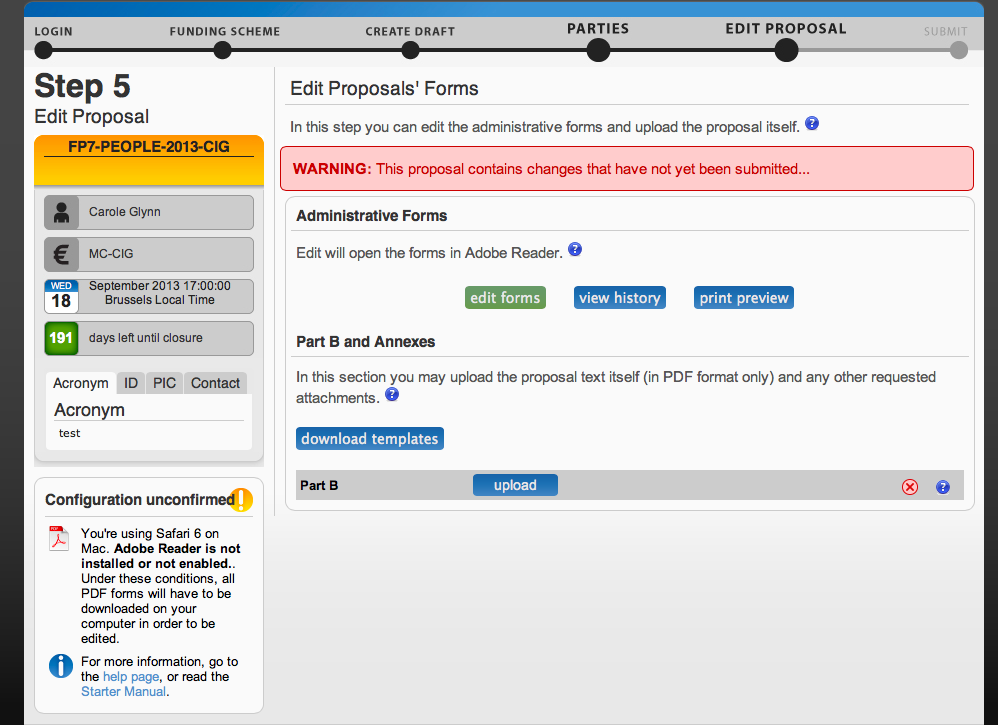 LOGIN FUNDING SCHEME CREATE DRAFT PARTIES EDIT PROPOSAL SUBMIT
Step 5
Edit Proposal
FP7-PEOPLE-2013-CIG
Carole Glynn
€ MC-CIG
WED
18
September 2013 17:00:00
Brussels Local Time
191 days left until closure
Acronym ID PIC Contact
Acronym
test
Configuration unconfirmed !
PDF
You're using Safari 6 on
Mac. Adobe Reader is not
installed or not enabled..
Under these conditions, all
PDF forms will have to be
downloaded on your
computer in order to be
edited.
i
For more information, go to
the help page, or read the
Starter Manual.
Edit Proposals' Forms
In this step you can edit the administrative forms and upload the proposal itself. ?
WARNING: This proposal contains changes that have not yet been submitted...
Administrative Forms
Edit will open the forms in Adobe Reader. ?
edit forms view history print preview
Part B and Annexes
In this section you may upload the proposal text itself (in PDF format only) and any other requested
attachments. ?
download templates
Part B upload ?